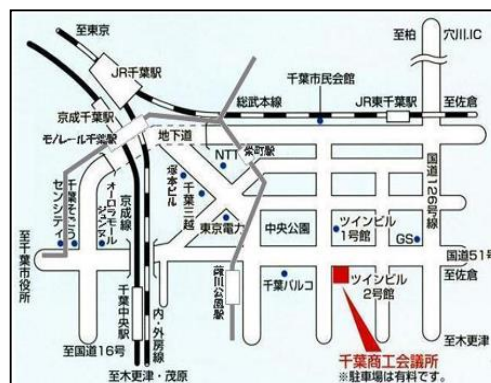 至東京
至柏
穴川.IC
JR千葉駅
千葉市民会館
総武本線
JR東千葉駅
至佐倉
京成千葉駅
モノレール千葉駅
地下道
NTT
栄町駅
国道126号線
塚本ビル
千葉三越
センシティ
千葉そごう
オーロラモール
ジュンヌ
京成線
東京電力
中央公園
ツインビル
1号館
GS
国道51号
至佐倉
至千葉市役所
千葉中央駅
内・外房線
葭川公園駅
千葉パルコ
ツインビル
2号館
至国道16号
至木更津・茂原
至木更津
千葉商工会議所
※駐車場は有料です。